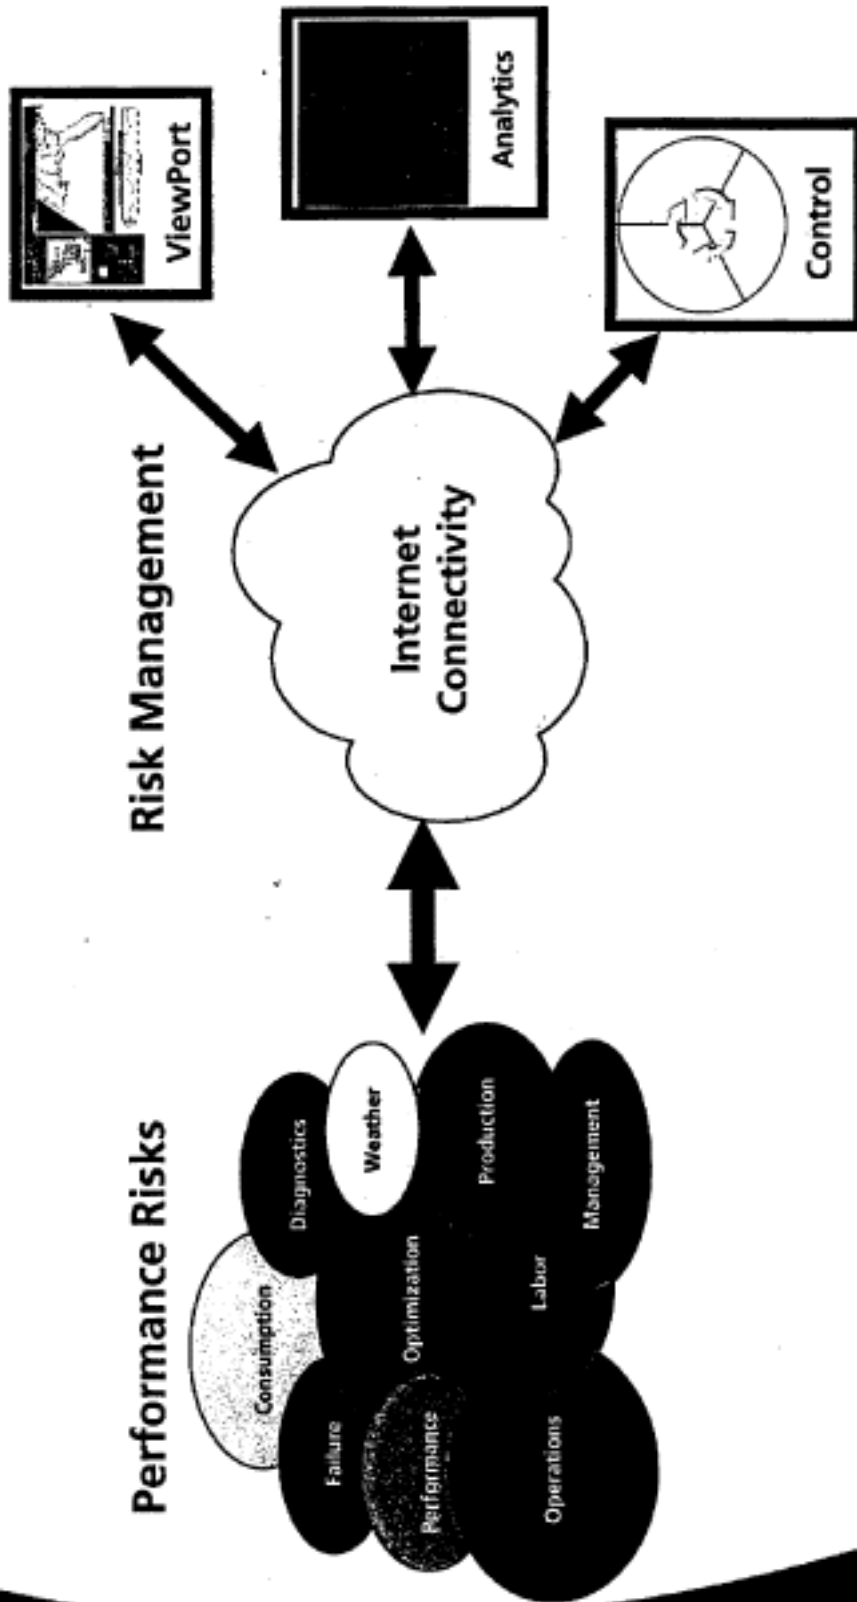 Performance Risks
Risk Management
Consumption
Diagnostics
Failure
Weather
Optimization
Performance
Production
Labor
Operations
Management
Internet
Connectivity
ViewPort
Analytics
Control